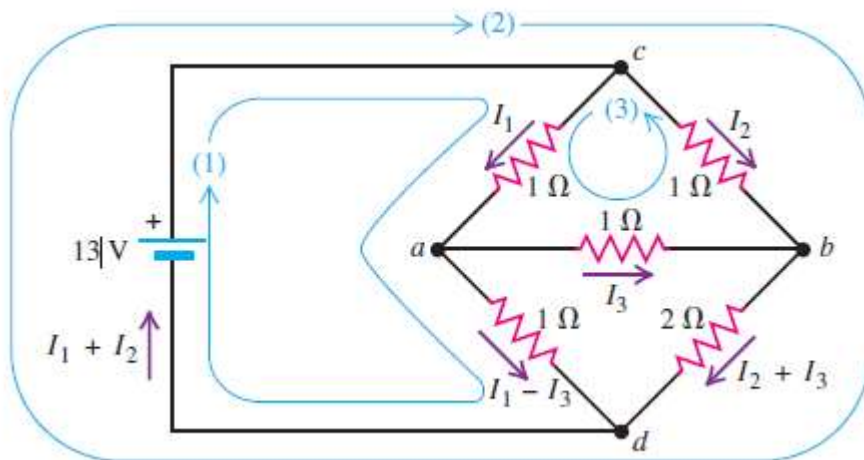 (2)
c
I₁
(3)
I₂
(1)
1 Ω
1 Ω
+
1 Ω
13 V
a
b
I₃
1 Ω
2 Ω
I₁ + I₂
I₁ − I₃
I₂ + I₃
d